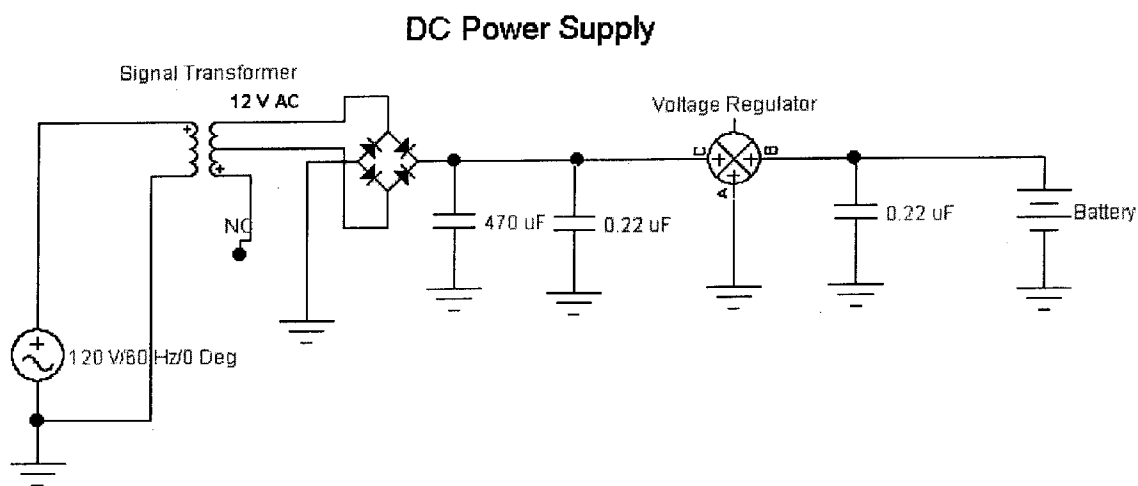 DC Power Supply
Signal Transformer
12 V AC
Voltage Regulator
C
B
A
NC
470 uF
0.22 uF
0.22 uF
Battery
120 V/60 Hz/0 Deg